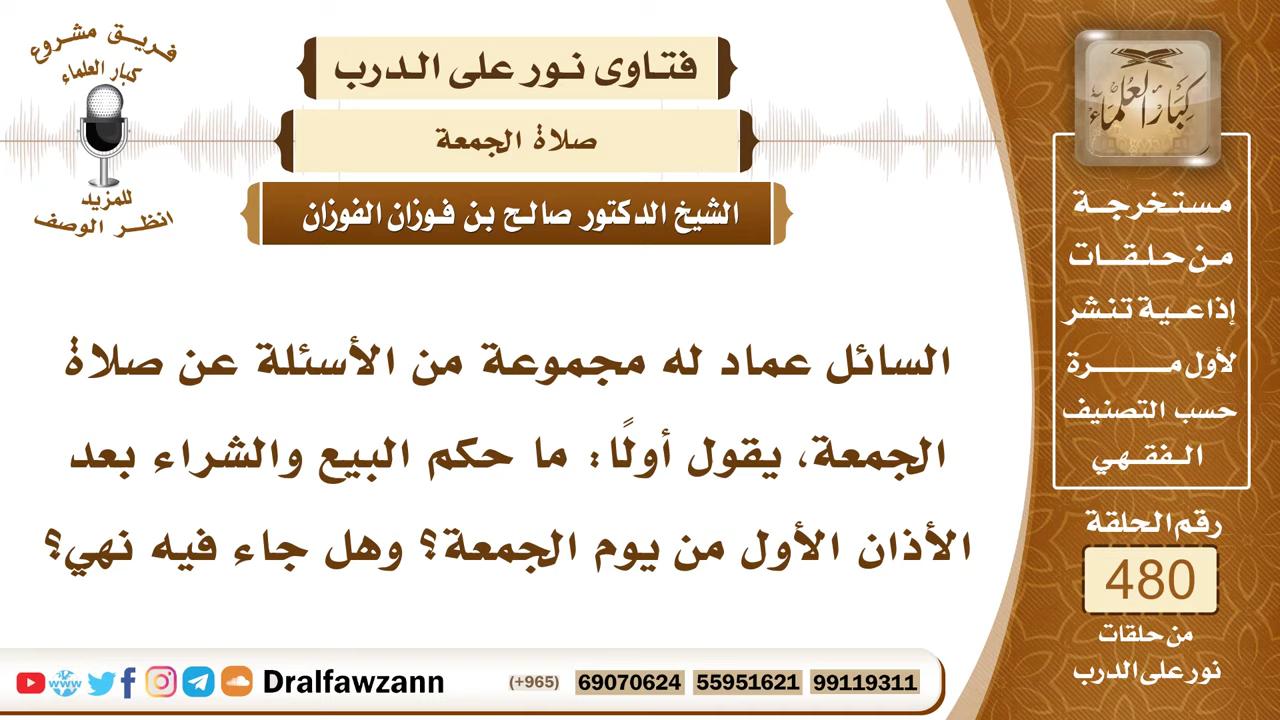 فريق مشروع
كبار العلماء
للمزيد
انظر الوصف
فتاوى نور على الدرب
صلاة الجمعة
الشيخ الدكتور صالح بن فوزان الفوزان
السائل عماد له مجموعة من الأسئلة عن صلاة
الجمعة، يقول أولًا: ما حكم البيع والشراء بعد
الأذان الأول من يوم الجمعة؟ وهل جاء فيه نهي؟
كبار العلماء
مستخرجة
من حلقات
إذاعية تنشر
لأول مرة
حسب التصنيف
الفقهي
رقم الحلقة
480
من حلقات
نور على الدرب
www
Dralfawzann
(+965) 69070624 55951621 99119311